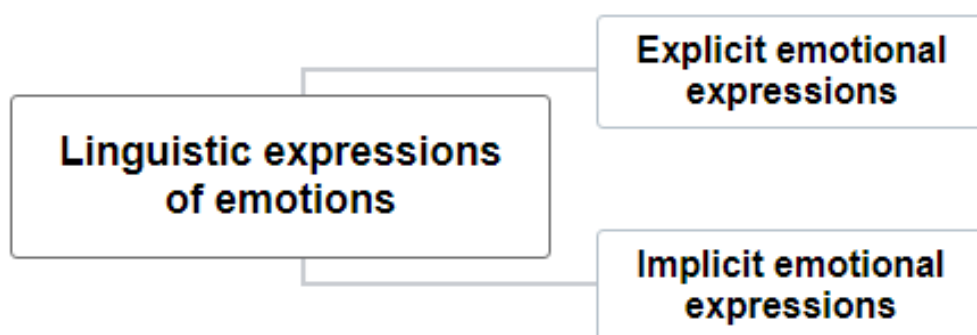 Explicit emotional
expressions
Linguistic expressions
of emotions
Implicit emotional
expressions